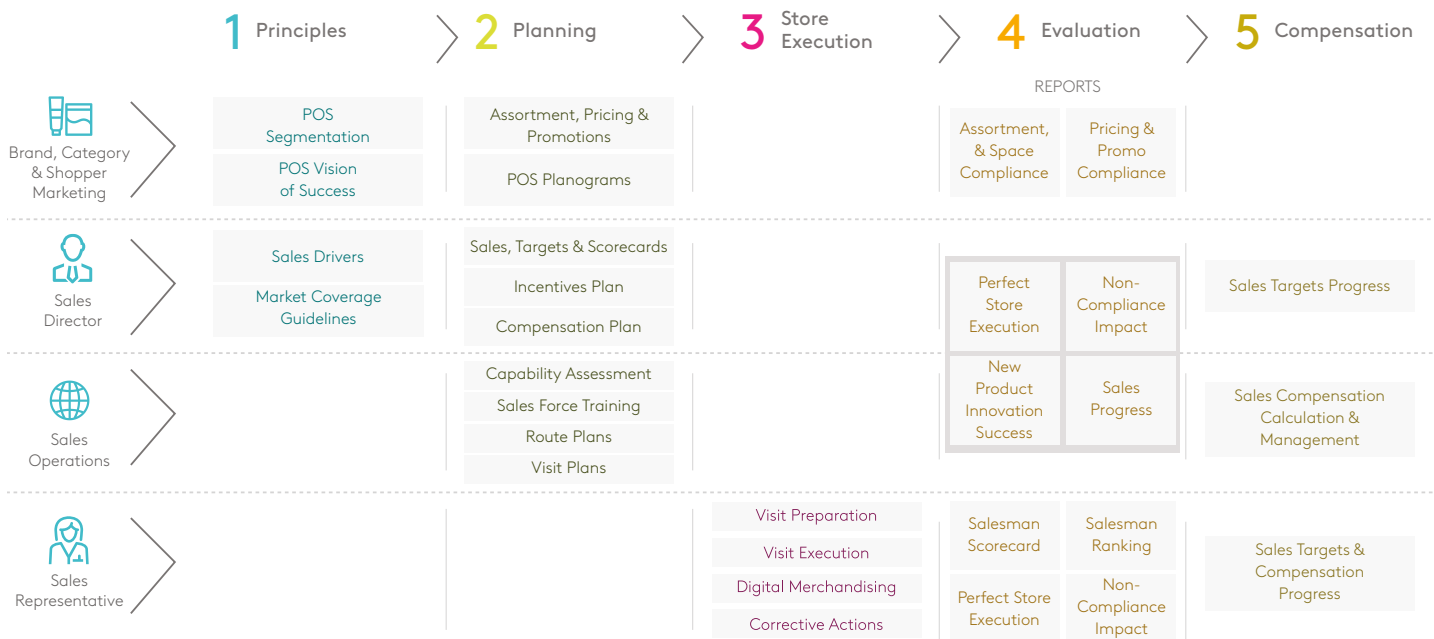 1 Principles
2 Planning
3 Store
Execution
4 Evaluation
5 Compensation
REPORTS
Brand, Category
& Shopper
Marketing
POS
Segmentation
POS Vision
of Success
Assortment, Pricing &
Promotions
POS Planograms
Assortment,
& Space
Compliance
Pricing &
Promo
Compliance
Sales
Director
Sales Drivers
Market Coverage
Guidelines
Sales, Targets & Scorecards
Incentives Plan
Compensation Plan
Perfect
Store
Execution
Non-
Compliance
Impact
Sales Targets Progress
Sales
Operations
Capability Assessment
Sales Force Training
Route Plans
Visit Plans
New
Product
Innovation
Success
Sales
Progress
Sales Compensation
Calculation &
Management
Sales
Representative
Visit Preparation
Visit Execution
Digital Merchandising
Corrective Actions
Salesman
Scorecard
Salesman
Ranking
Perfect Store
Execution
Non-
Compliance
Impact
Sales Targets &
Compensation
Progress